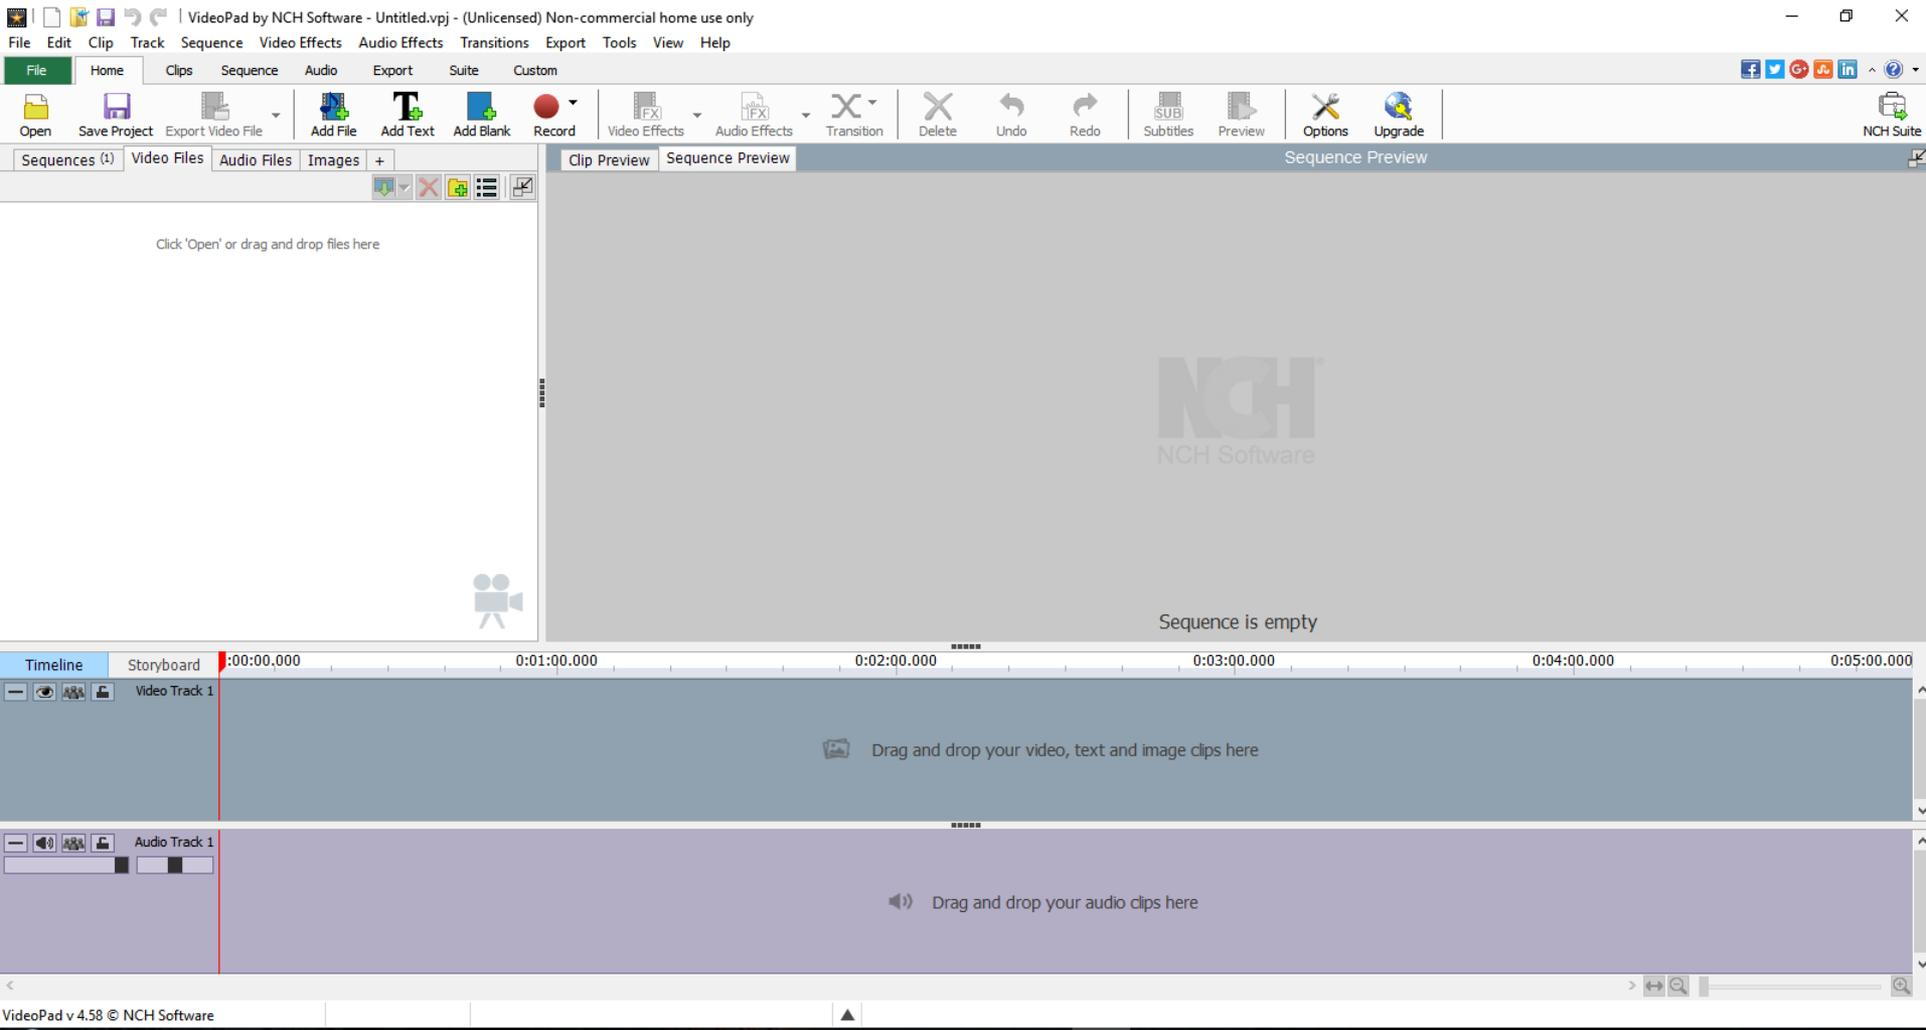 VideoPad by NCH Software - Untitled.vpj - (Unlicensed) Non-commercial home use only
File Edit Clip Track Sequence Video Effects Audio Effects Transitions Export Tools View Help
File Home Clips Sequence Audio Export Suite Custom
Open Save Project Export Video File Add File Add Text Add Blank Record Video Effects Audio Effects Transition Delete Undo Redo Subtitles Preview Options Upgrade NCH Suite
Sequences (1) Video Files Audio Files Images + Clip Preview Sequence Preview Sequence Preview
Click 'Open' or drag and drop files here
NCH
NCH Software
Sequence is empty
Timeline Storyboard :00:00.000 0:01:00.000 0:02:00.000 0:03:00.000 0:04:00.000 0:05:00.000
Video Track 1
Drag and drop your video, text and image clips here
Audio Track 1
Drag and drop your audio clips here
VideoPad v 4.58 © NCH Software